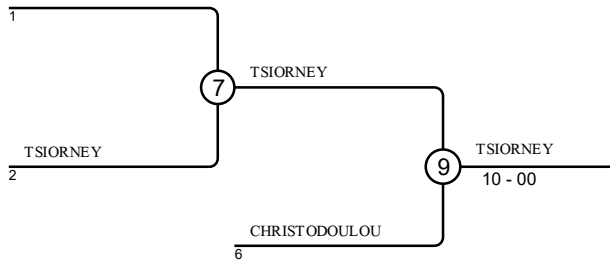 1
7
TSIORNEY
TSIORNEY
2
9
TSIORNEY
10 - 00
CHRISTODOULOU
6